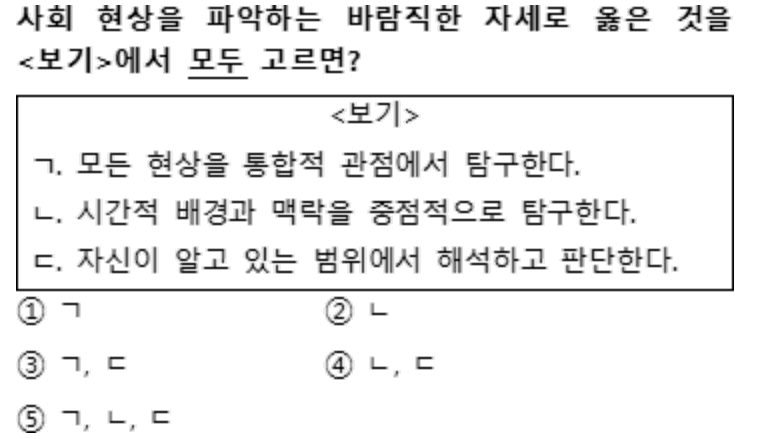 사회 현상을 파악하는 바람직한 자세로 옳은 것을
<보기>에서 모두 고르면?
<보기>
ㄱ. 모든 현상을 통합적 관점에서 탐구한다.
ㄴ. 시간적 배경과 맥락을 중점적으로 탐구한다.
ㄷ. 자신이 알고 있는 범위에서 해석하고 판단한다.
① ㄱ ② ㄴ
③ ㄱ, ㄷ ④ ㄴ, ㄷ
⑤ ㄱ, ㄴ, ㄷ